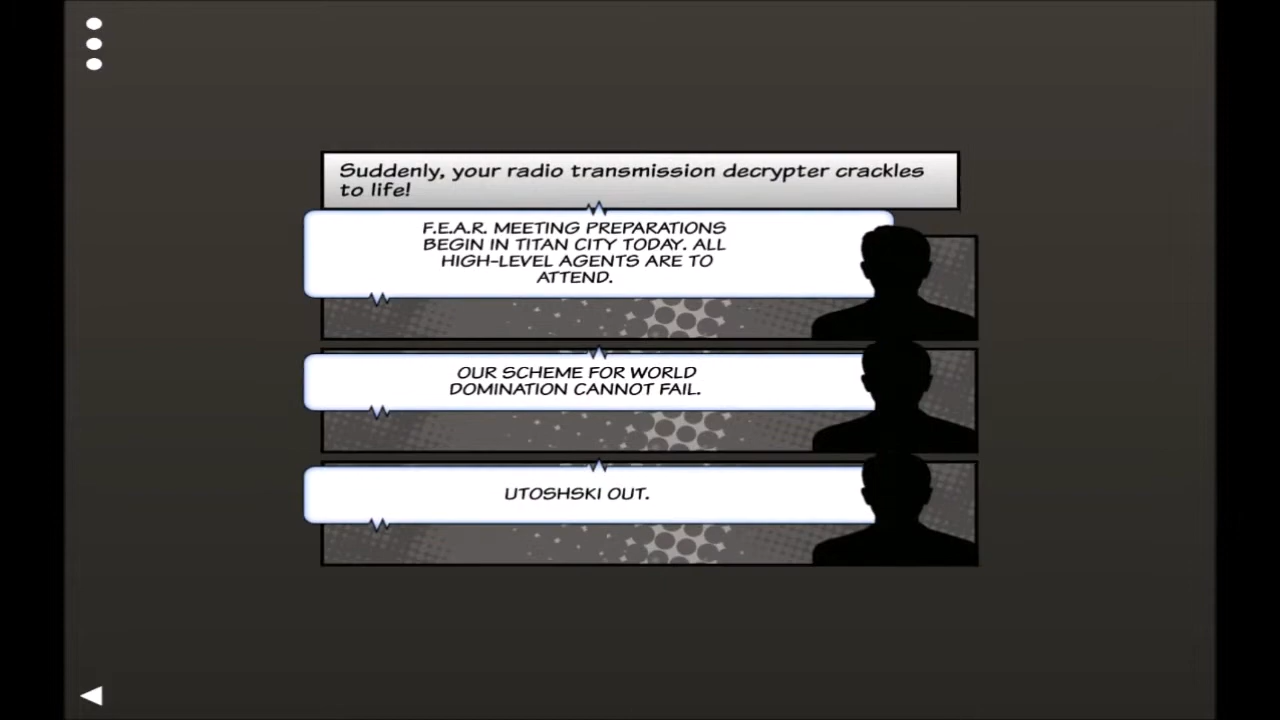 Suddenly, your radio transmission decrypter crackles
to life!
F.E.A.R. MEETING PREPARATIONS
BEGIN IN TITAN CITY TODAY. ALL
HIGH-LEVEL AGENTS ARE TO
ATTEND.
OUR SCHEME FOR WORLD
DOMINATION CANNOT FAIL.
UTOSHSKI OUT.